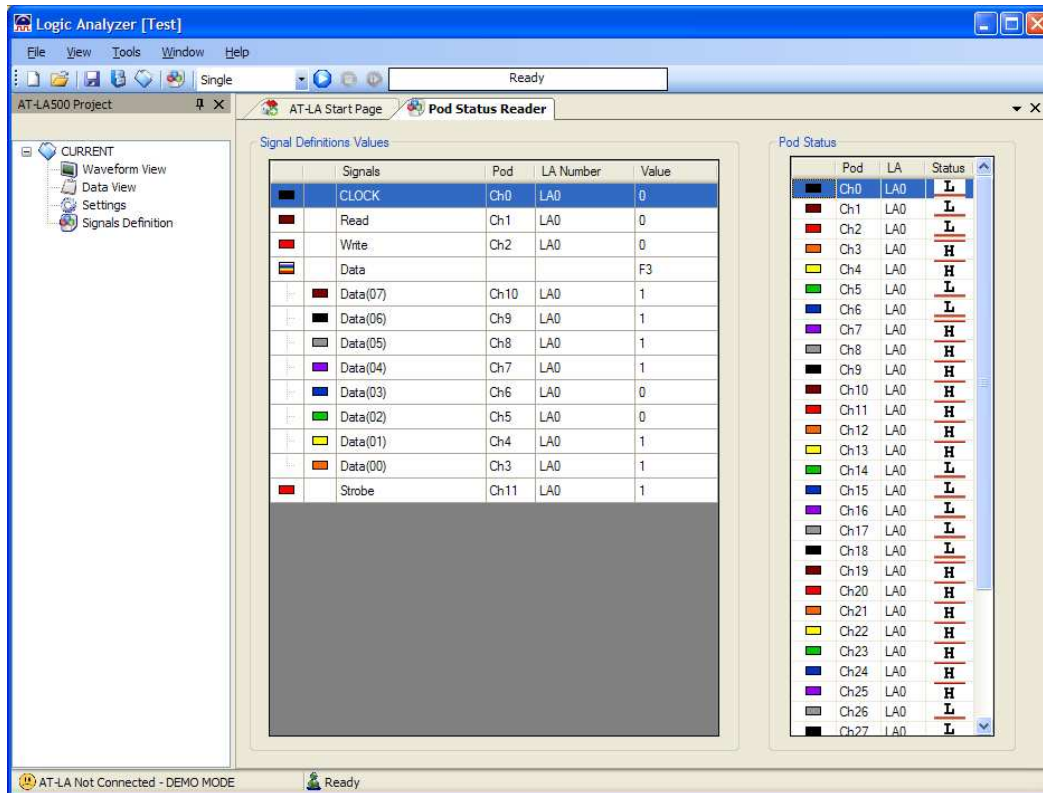 Logic Analyzer [Test]
File View Tools Window Help
Single Ready
AT-LA500 Project
AT-LA Start Page Pod Status Reader
CURRENT
Waveform View
Data View
Settings
Signals Definition
Signal Definitions Values
Signals Pod LA Number Value
CLOCK Ch0 LA0 0
Read Ch1 LA0 0
Write Ch2 LA0 0
Data F3
Data(07) Ch10 LA0 1
Data(06) Ch9 LA0 1
Data(05) Ch8 LA0 1
Data(04) Ch7 LA0 1
Data(03) Ch6 LA0 0
Data(02) Ch5 LA0 0
Data(01) Ch4 LA0 1
Data(00) Ch3 LA0 1
Strobe Ch11 LA0 1
Pod Status
Pod LA Status
Ch0 LA0 L
Ch1 LA0 L
Ch2 LA0 L
Ch3 LA0 H
Ch4 LA0 H
Ch5 LA0 L
Ch6 LA0 L
Ch7 LA0 H
Ch8 LA0 H
Ch9 LA0 H
Ch10 LA0 H
Ch11 LA0 H
Ch12 LA0 H
Ch13 LA0 H
Ch14 LA0 L
Ch15 LA0 L
Ch16 LA0 L
Ch17 LA0 L
Ch18 LA0 L
Ch19 LA0 H
Ch20 LA0 H
Ch21 LA0 H
Ch22 LA0 H
Ch23 LA0 H
Ch24 LA0 H
Ch25 LA0 H
Ch26 LA0 L
Ch27 LA0 L
AT-LA Not Connected - DEMO MODE Ready